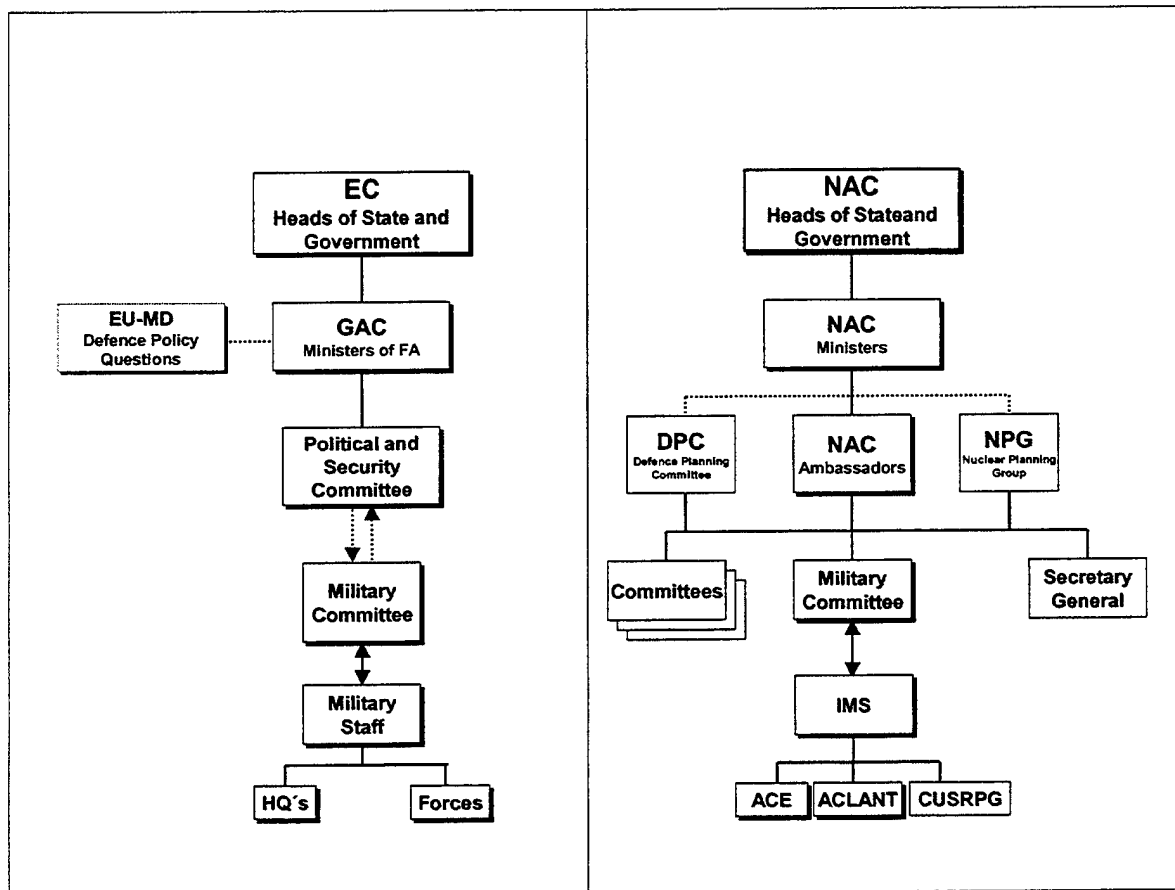 EC
Heads of State and
Government
EU-MD
Defence Policy
Questions
GAC
Ministers of FA
Political and
Security
Committee
Military
Committee
Military
Staff
HQ´s
Forces
NAC
Heads of Stateand
Government
NAC
Ministers
DPC
Defence Planning
Committee
NAC
Ambassadors
NPG
Nuclear Planning
Group
Committees
Military
Committee
Secretary
General
IMS
ACE
ACLANT
CUSRPG